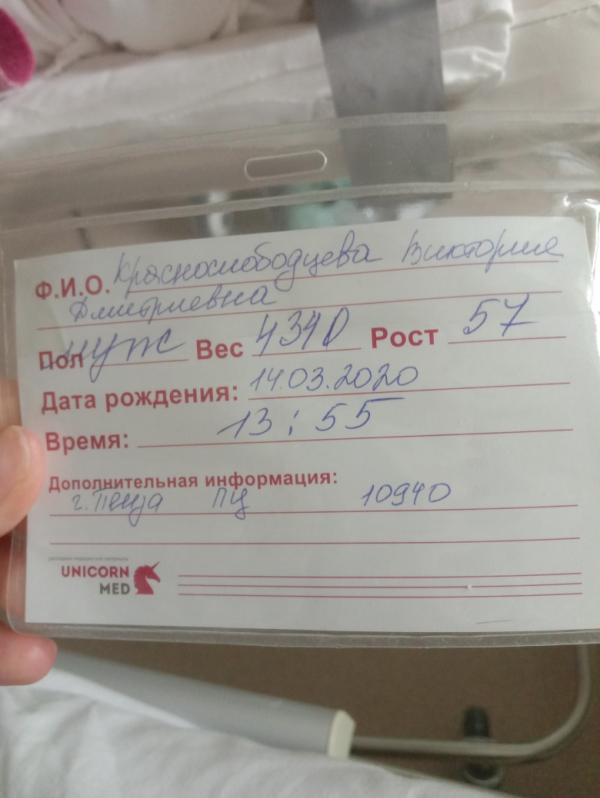 Ф.И.О. Краснослободцева Виктория
Дмитриевна
Пол муж Вес 4340 Рост 57
Дата рождения: 14.03.2020
Время: 13:55
Дополнительная информация:
г. Пенза ПЦ 10940
UNICORN
MED